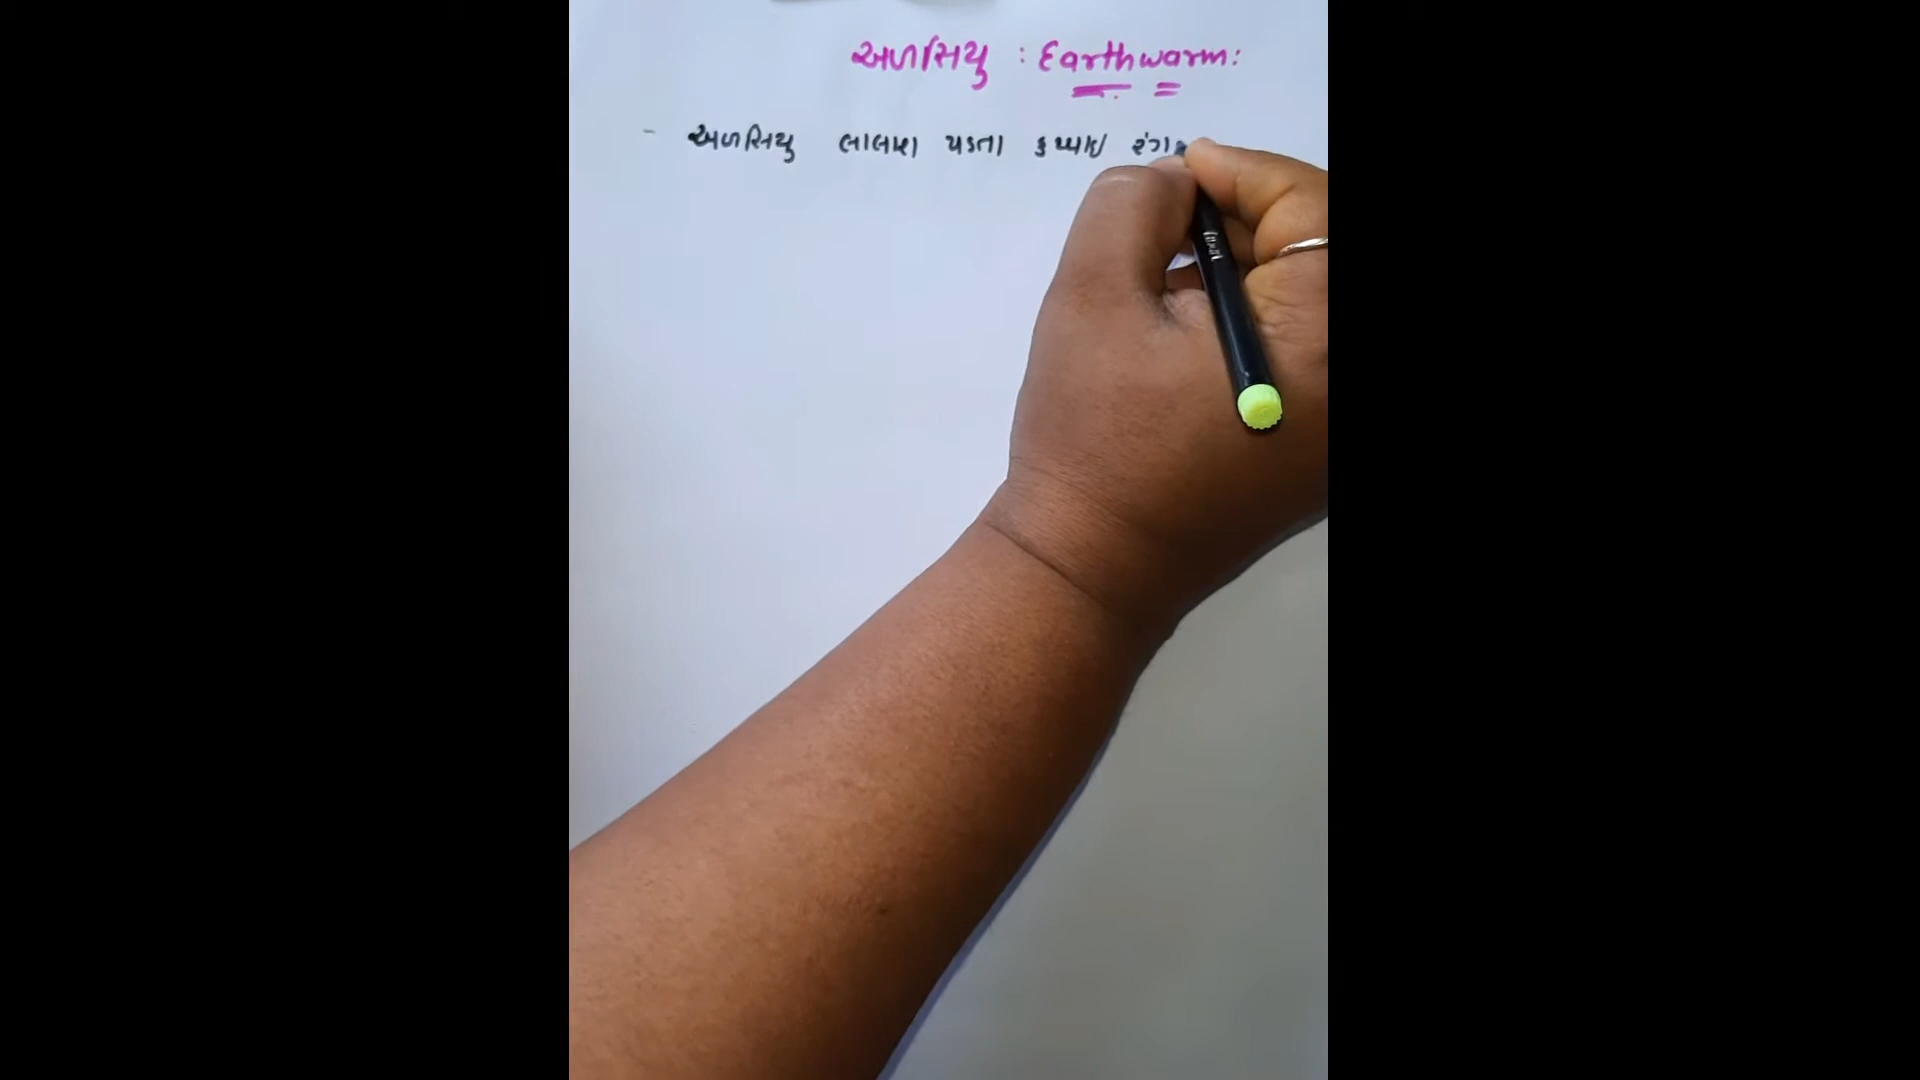 અળસિયુ : Earthwarm:
- અળસિયુ લાલાશ પડતા કથ્થાઇ